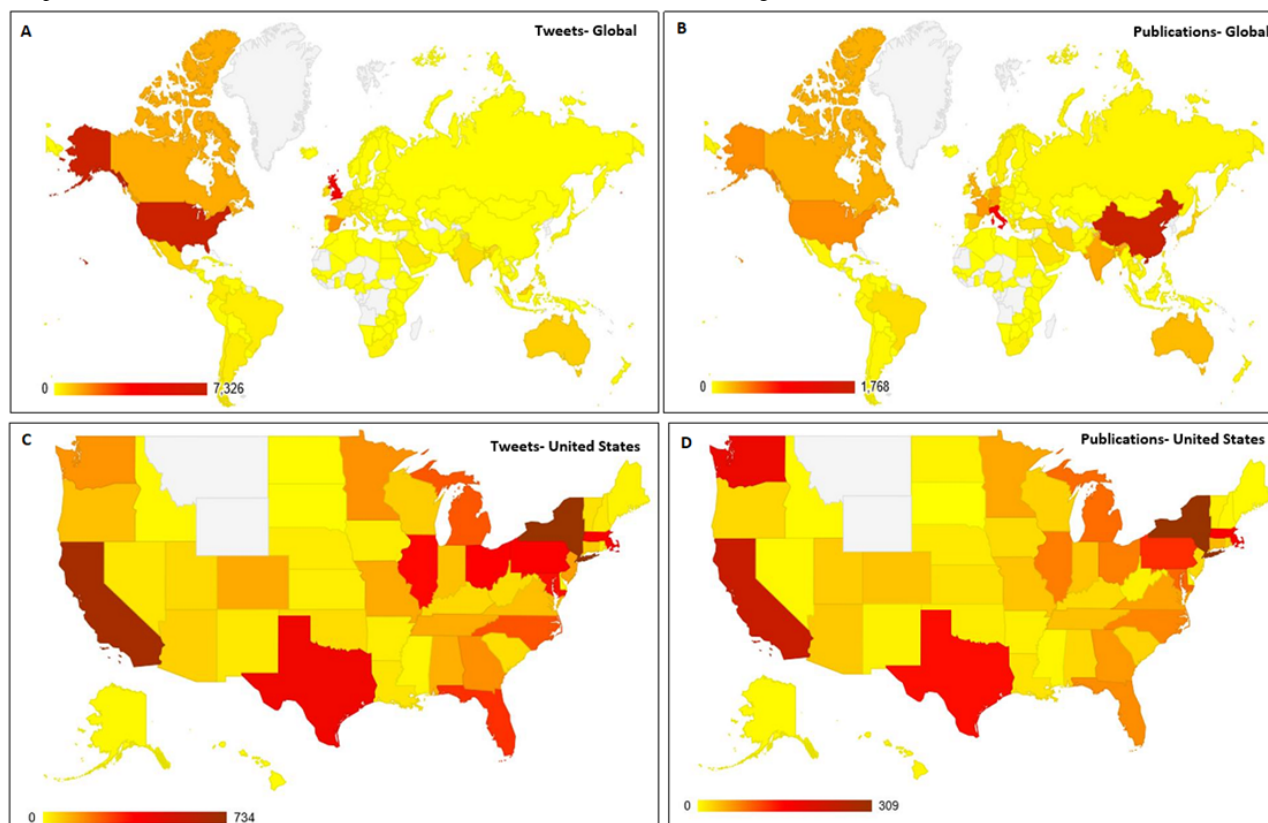 A
Tweets- Global
0
7,326
B
Publications- Global
0
1,768
C
Tweets- United States
0
734
D
Publications- United States
0
309